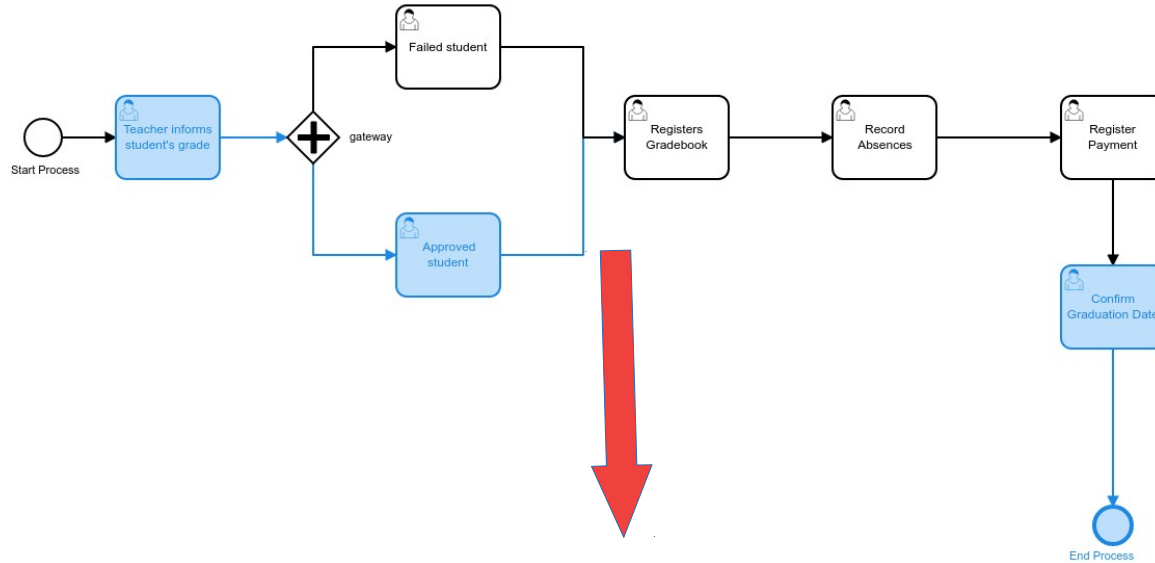 Failed student
Teacher informs
student's grade
gateway
Registers
Gradebook
Record
Absences
Register
Payment
Start Process
Approved
student
Confirm
Graduation Date
End Process